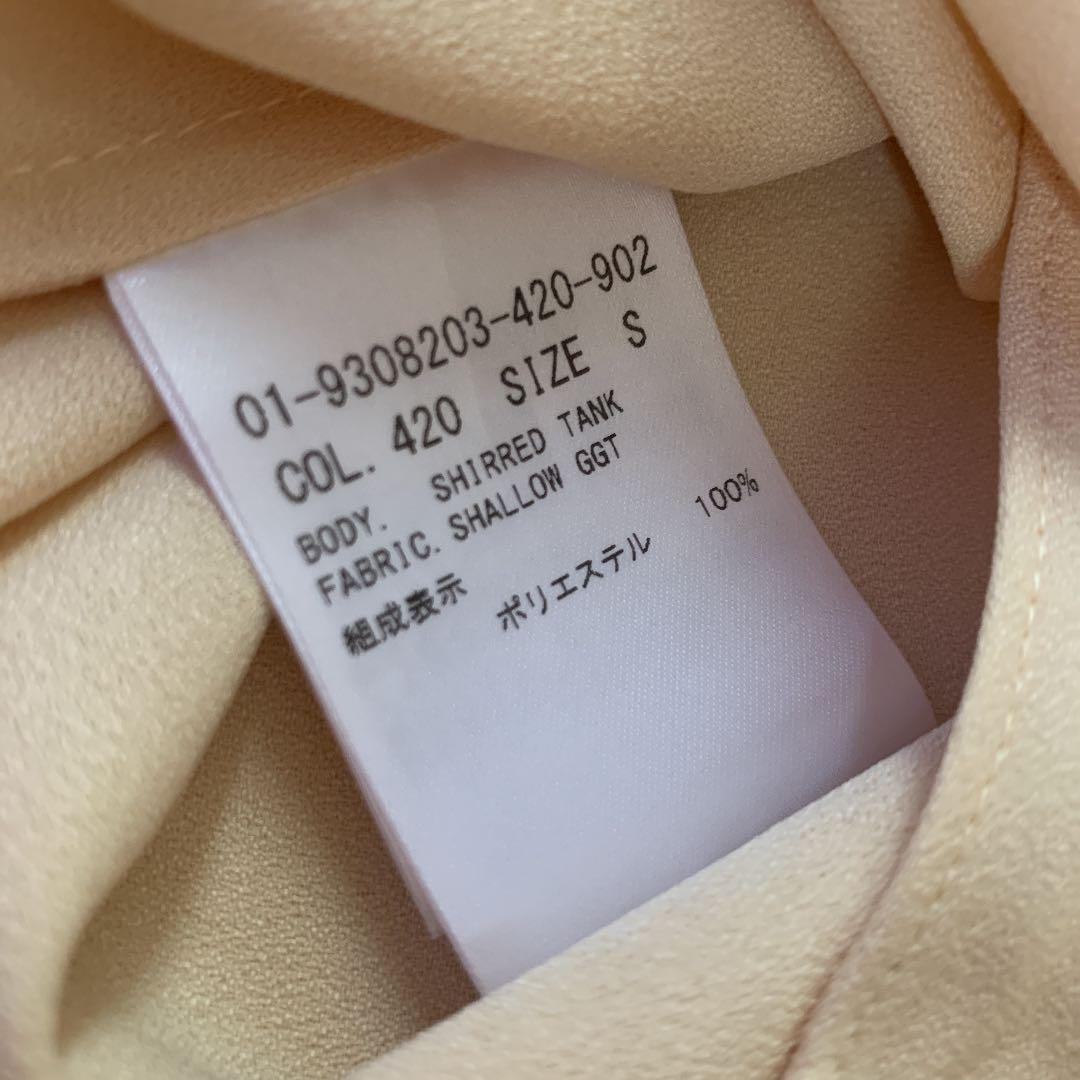 01-9308203-420-902
COL. 420 SIZE S
BODY. SHIRRED TANK
FABRIC. SHALLOW GGT
組成表示 ポリエステル 100%